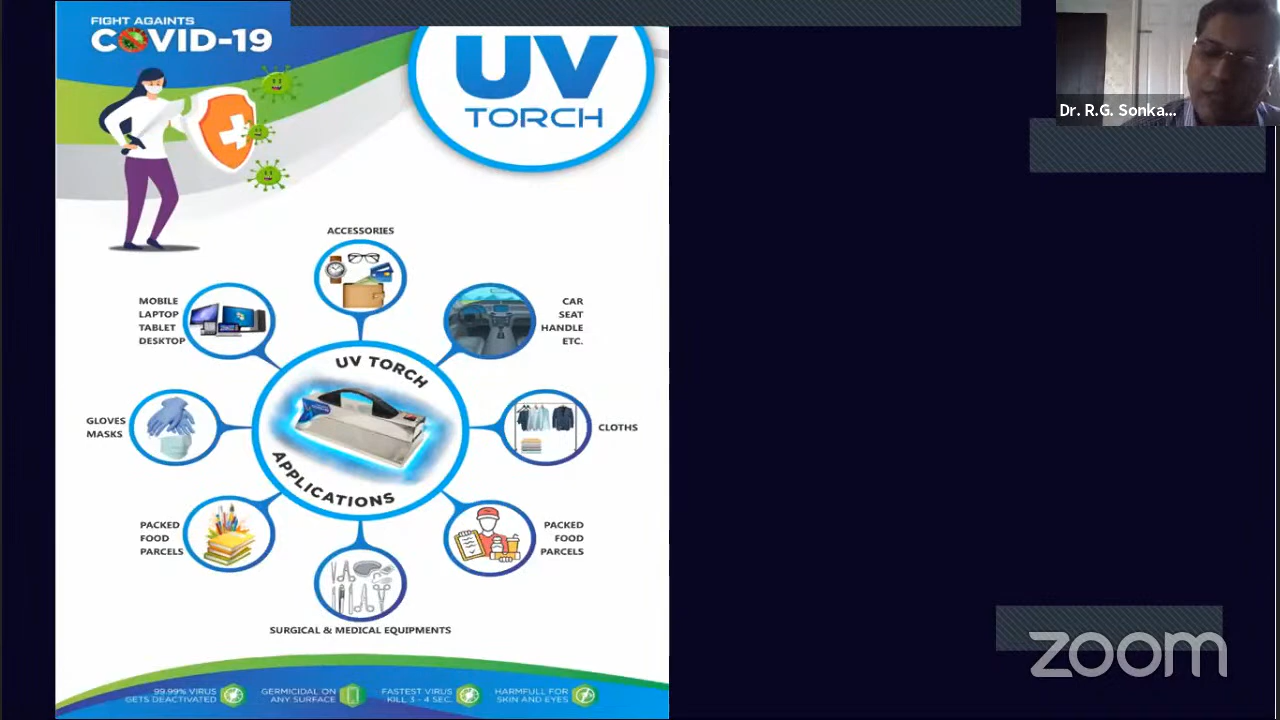 FIGHT AGAINTS
COVID-19
UV
TORCH
Dr. R.G. Sonka...
ACCESSORIES
MOBILE
LAPTOP
TABLET
DESKTOP
CAR
SEAT
HANDLE
ETC.
UV TORCH
APPLICATIONS
GLOVES
MASKS
CLOTHS
PACKED
FOOD
PARCELS
PACKED
FOOD
PARCELS
SURGICAL & MEDICAL EQUIPMENTS
99.99% VIRUS
GETS DEACTIVATED
GERMICIDAL ON
ANY SURFACE
FASTEST VIRUS
KILL 3 - 4 SEC.
HARMFULL FOR
SKIN AND EYES
zoom